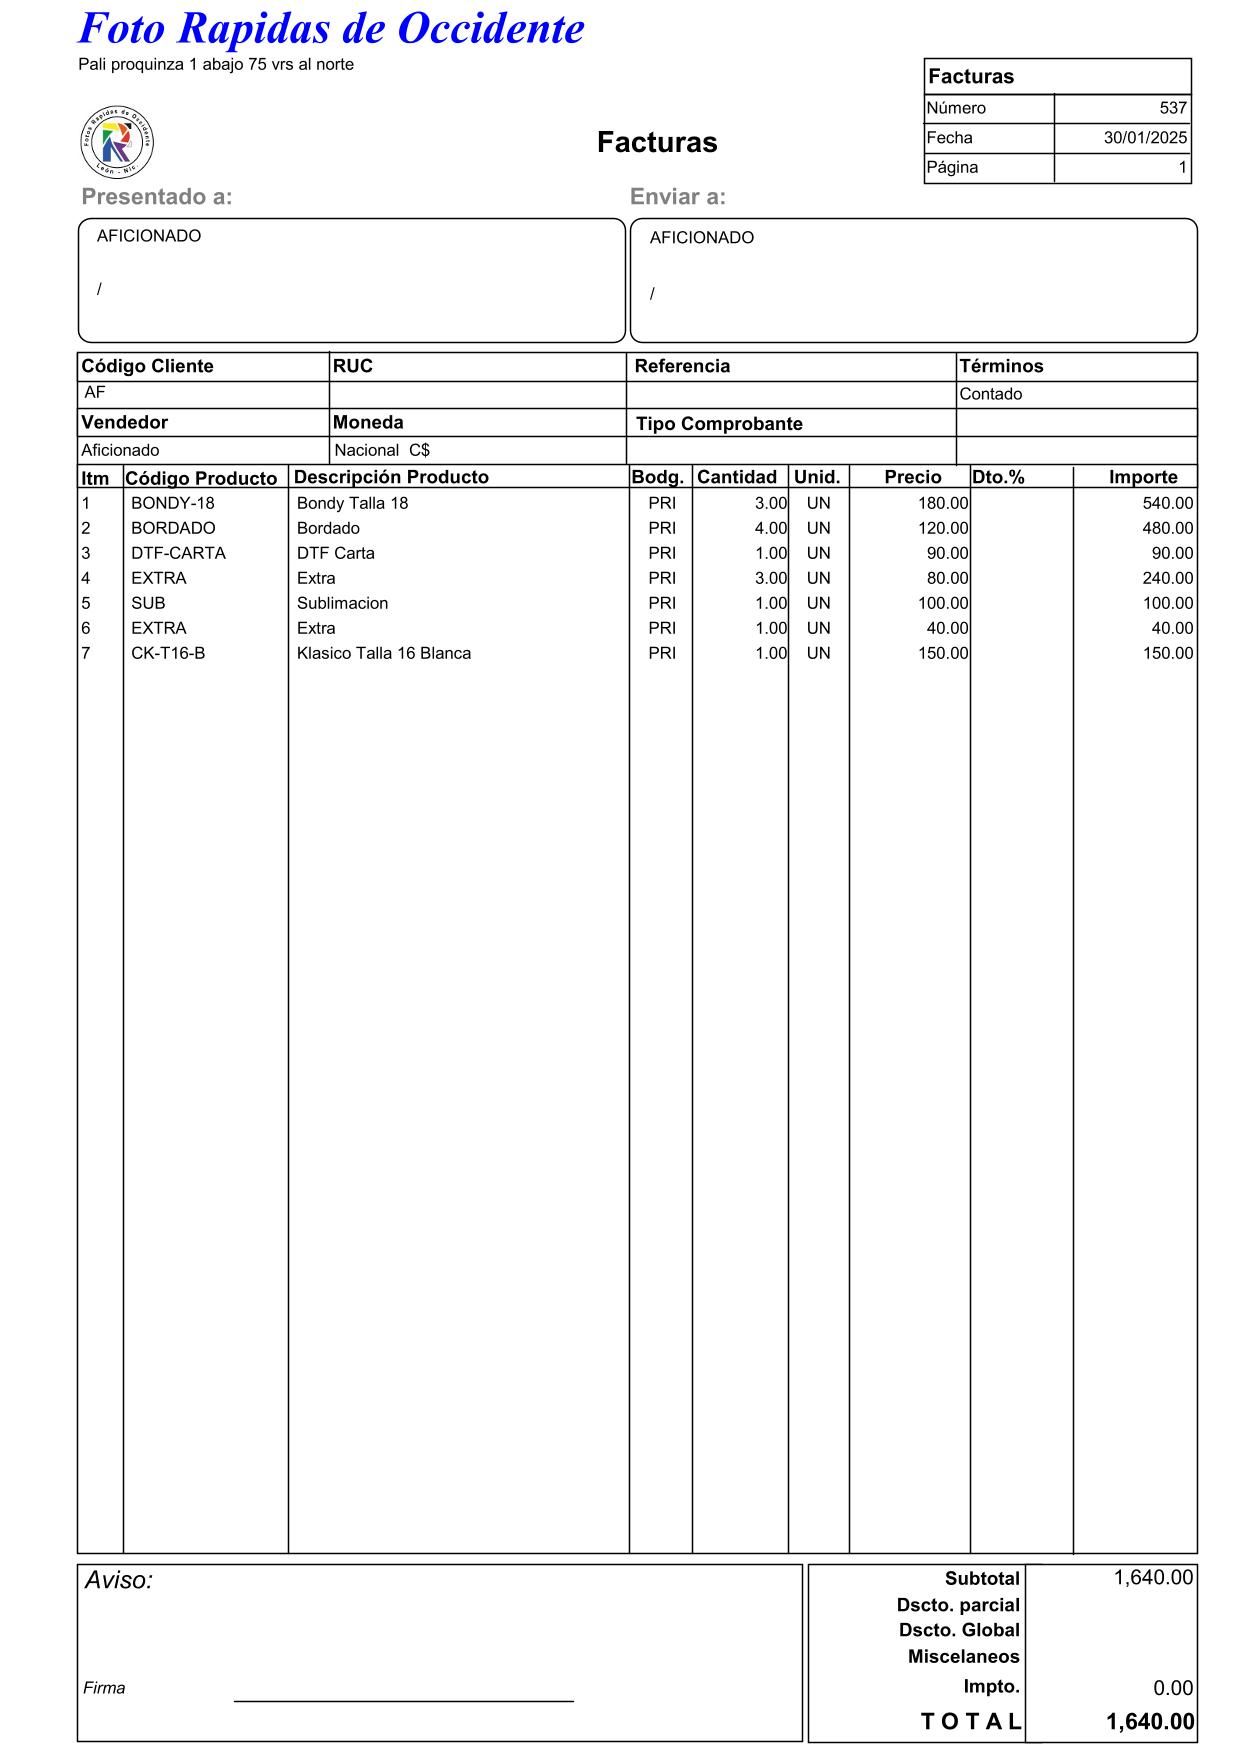 Foto Rapidas de Occidente
Pali proquinza 1 abajo 75 vrs al norte
Facturas
Número 537
Fecha 30/01/2025
Página 1
Fotos Rapidas de Occidente
León - Nic.
Facturas
Presentado a: Enviar a:
AFICIONADO AFICIONADO
/ /
Código Cliente RUC Referencia Términos
AF Contado
Vendedor Moneda Tipo Comprobante
Aficionado Nacional C$
Itm Código Producto Descripción Producto Bodg. Cantidad Unid. Precio Dto.% Importe
1 BONDY-18 Bondy Talla 18 PRI 3.00 UN 180.00 540.00
2 BORDADO Bordado PRI 4.00 UN 120.00 480.00
3 DTF-CARTA DTF Carta PRI 1.00 UN 90.00 90.00
4 EXTRA Extra PRI 3.00 UN 80.00 240.00
5 SUB Sublimacion PRI 1.00 UN 100.00 100.00
6 EXTRA Extra PRI 1.00 UN 40.00 40.00
7 CK-T16-B Klasico Talla 16 Blanca PRI 1.00 UN 150.00 150.00
Aviso:
Firma
Subtotal 1,640.00
Dscto. parcial
Dscto. Global
Miscelaneos
Impto. 0.00
T O T A L 1,640.00